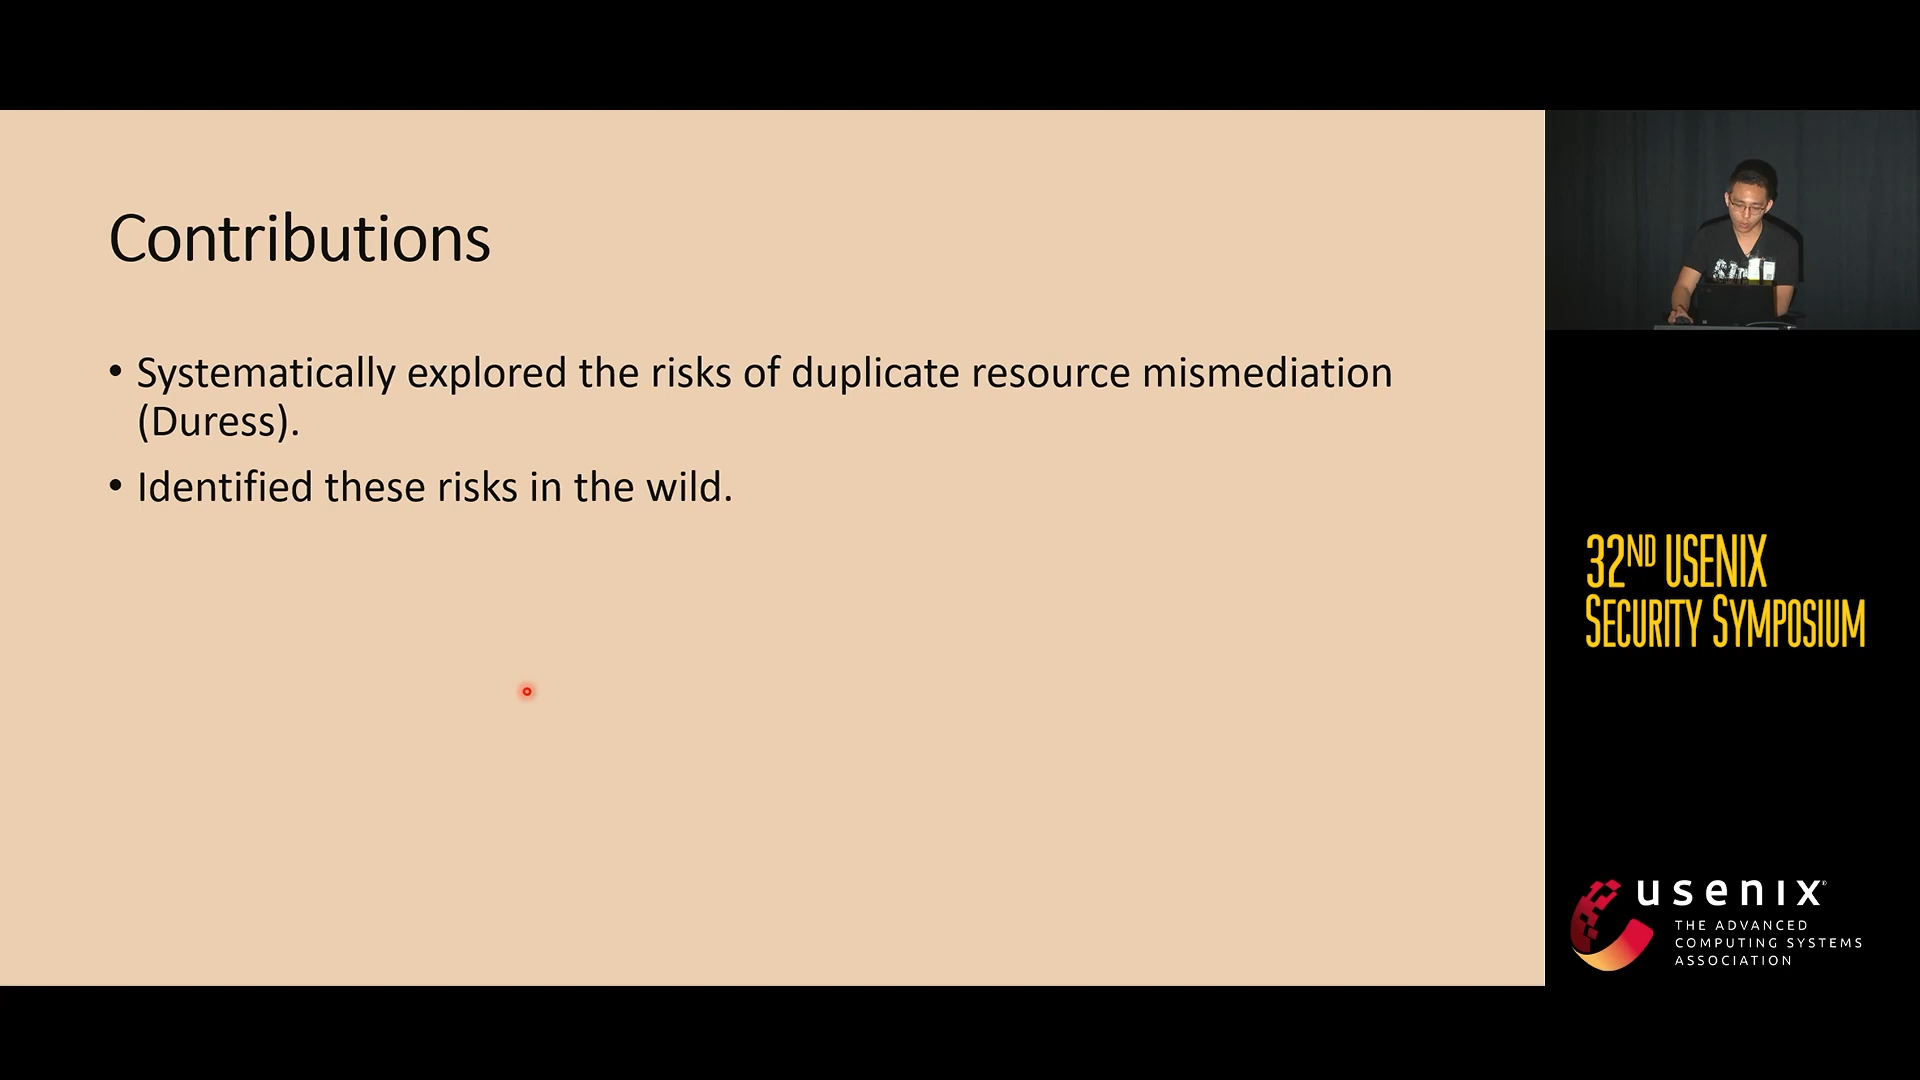 Contributions
• Systematically explored the risks of duplicate resource mismediation
(Duress).
• Identified these risks in the wild.
32ND USENIX
SECURITY SYMPOSIUM
usenix®
THE ADVANCED
COMPUTING SYSTEMS
ASSOCIATION